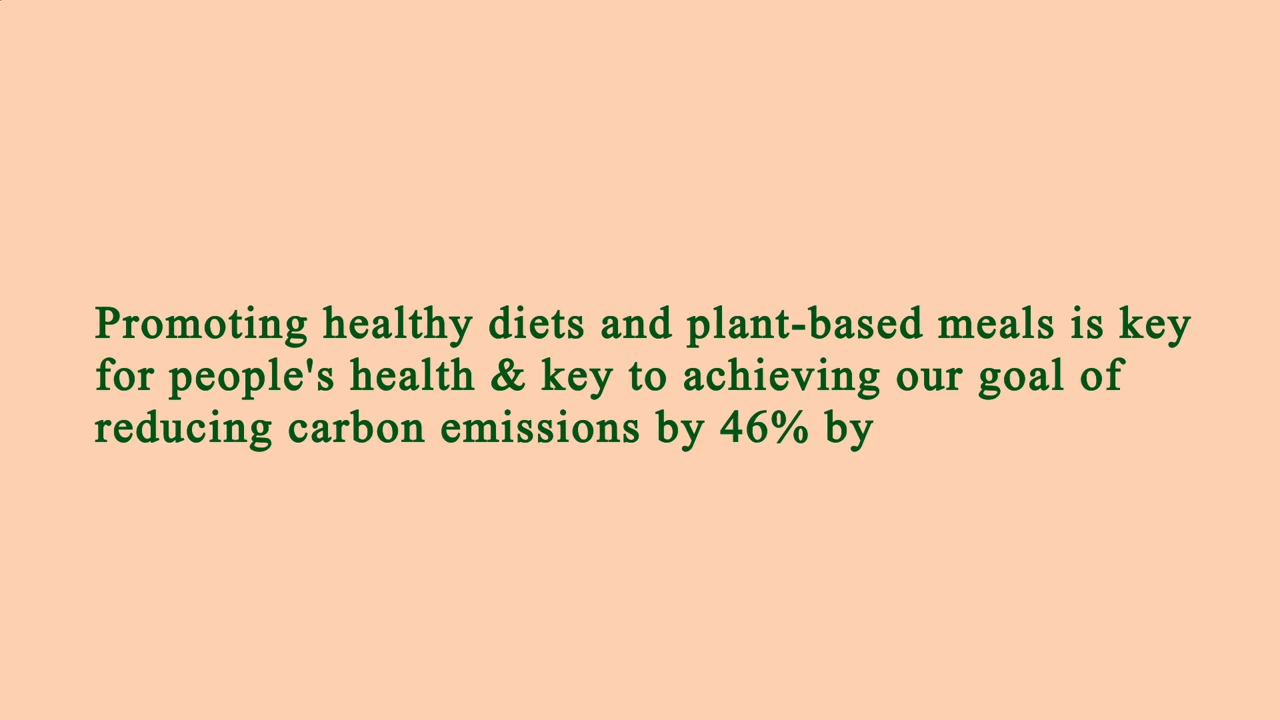 Promoting healthy diets and plant-based meals is key
for people's health & key to achieving our goal of
reducing carbon emissions by 46% by